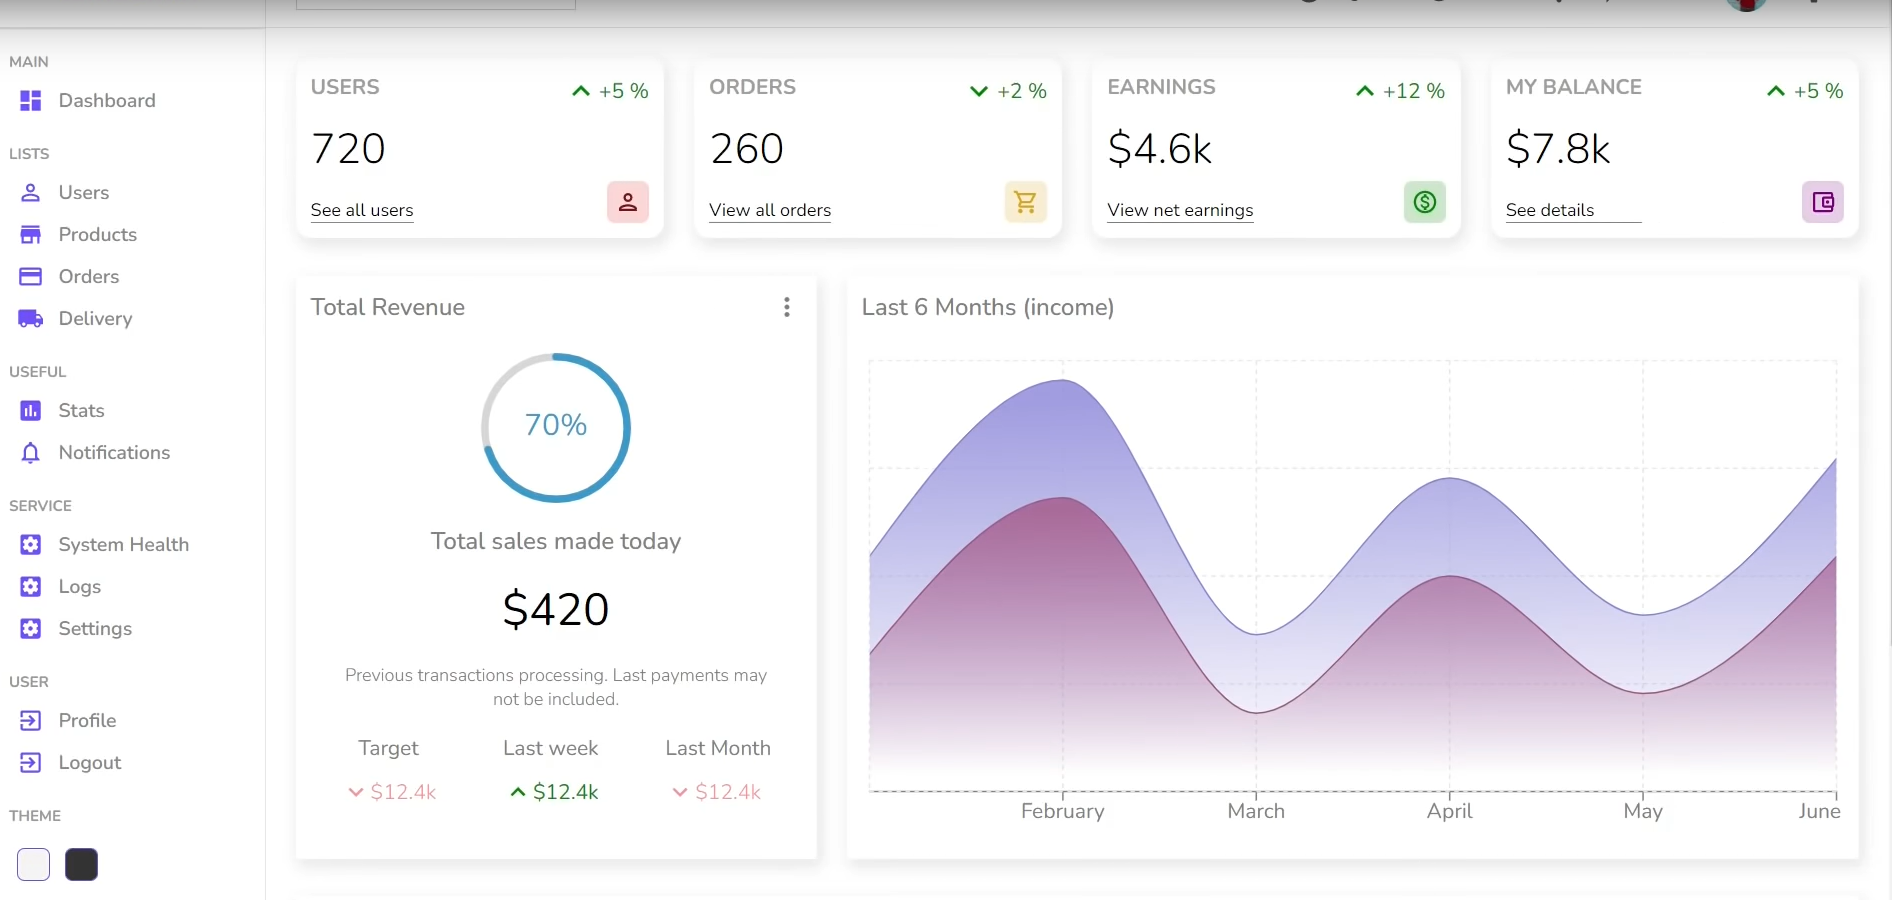 MAIN
Dashboard
LISTS
Users
Products
Orders
Delivery
USEFUL
Stats
Notifications
SERVICE
System Health
Logs
Settings
USER
Profile
Logout
THEME
USERS
+5 %
720
See all users
ORDERS
+2 %
260
View all orders
EARNINGS
+12 %
$4.6k
View net earnings
MY BALANCE
+5 %
$7.8k
See details
Total Revenue
70%
Total sales made today
$420
Previous transactions processing. Last payments may
not be included.
Target Last week Last Month
$12.4k $12.4k $12.4k
Last 6 Months (income)
February March April May June